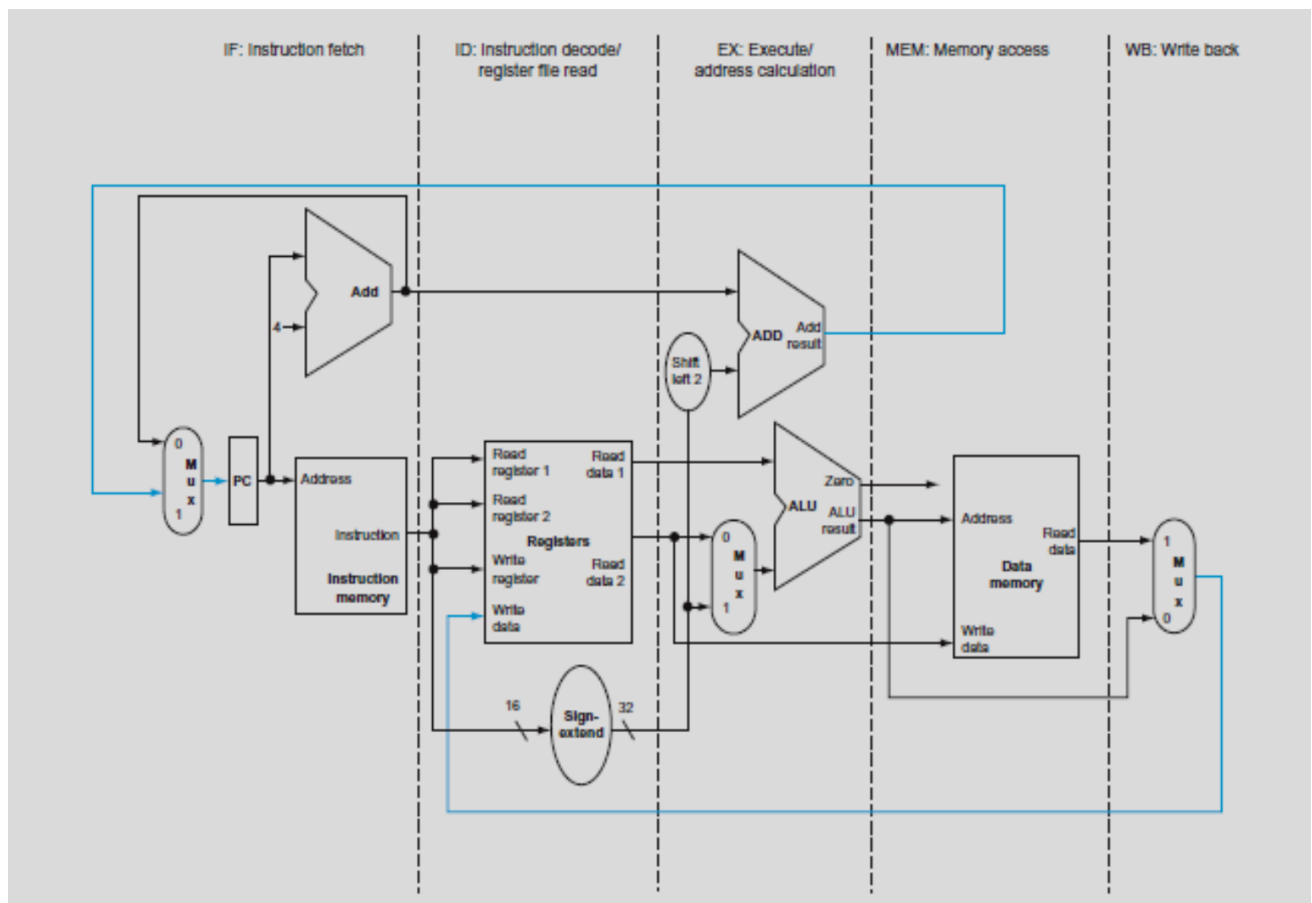 IF: Instruction fetch
ID: Instruction decode/
register file read
EX: Execute/
address calculation
MEM: Memory access
WB: Write back
Add
4
ADD
Add
result
Shift
left 2
0
M
u
x
1
PC
Address
Instruction
Instruction
memory
Read
register 1
Read
data 1
Read
register 2
Registers
Write
register
Read
data 2
Write
data
0
M
u
x
1
Zero
ALU
ALU
result
Address
Read
data
Data
memory
Write
data
1
M
u
x
0
16
Sign-
extend
32